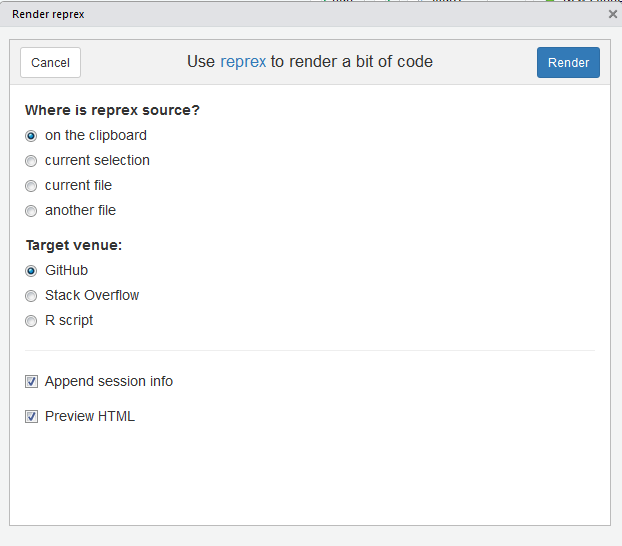 Render reprex
Cancel
Use reprex to render a bit of code
Render
Where is reprex source?
on the clipboard
current selection
current file
another file
Target venue:
GitHub
Stack Overflow
R script
Append session info
Preview HTML